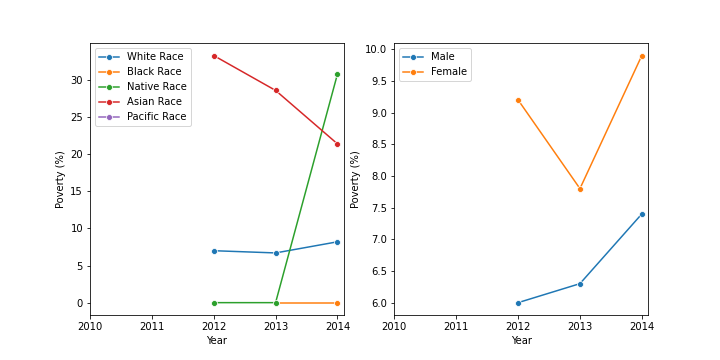 White Race
Black Race
Native Race
Asian Race
Pacific Race
30
25
20
15
10
5
0
Poverty (%)
2010 2011 2012 2013 2014
Year
Male
Female
10.0
9.5
9.0
8.5
8.0
7.5
7.0
6.5
6.0
Poverty (%)
2010 2011 2012 2013 2014
Year